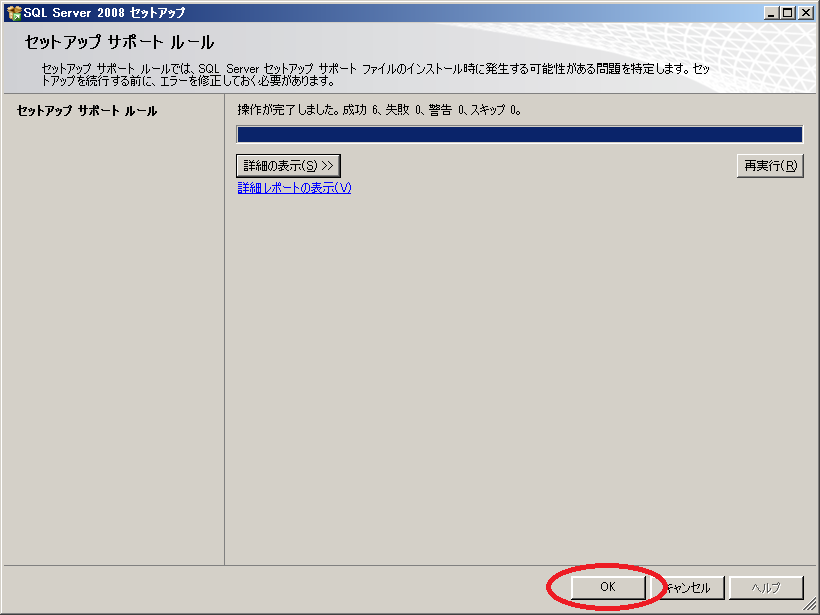 SQL Server 2008 セットアップ
セットアップ サポート ルール
セットアップ サポート ルールでは、SQL Server セットアップ サポート ファイルのインストール時に発生する可能性がある問題を特定します。セッ
トアップを続行する前に、エラーを修正しておく必要があります。
セットアップ サポート ルール
操作が完了しました。成功 6、失敗 0、警告 0、スキップ 0。
詳細の表示(S) >>
再実行(R)
詳細レポートの表示(V)
OK
キャンセル
ヘルプ